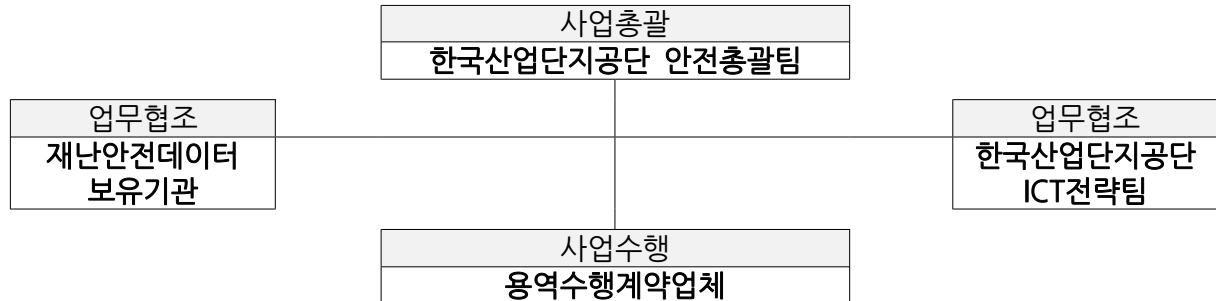 사업총괄
한국산업단지공단 안전총괄팀
업무협조
재난안전데이터
보유기관
업무협조
한국산업단지공단
ICT전략팀
사업수행
용역수행계약업체